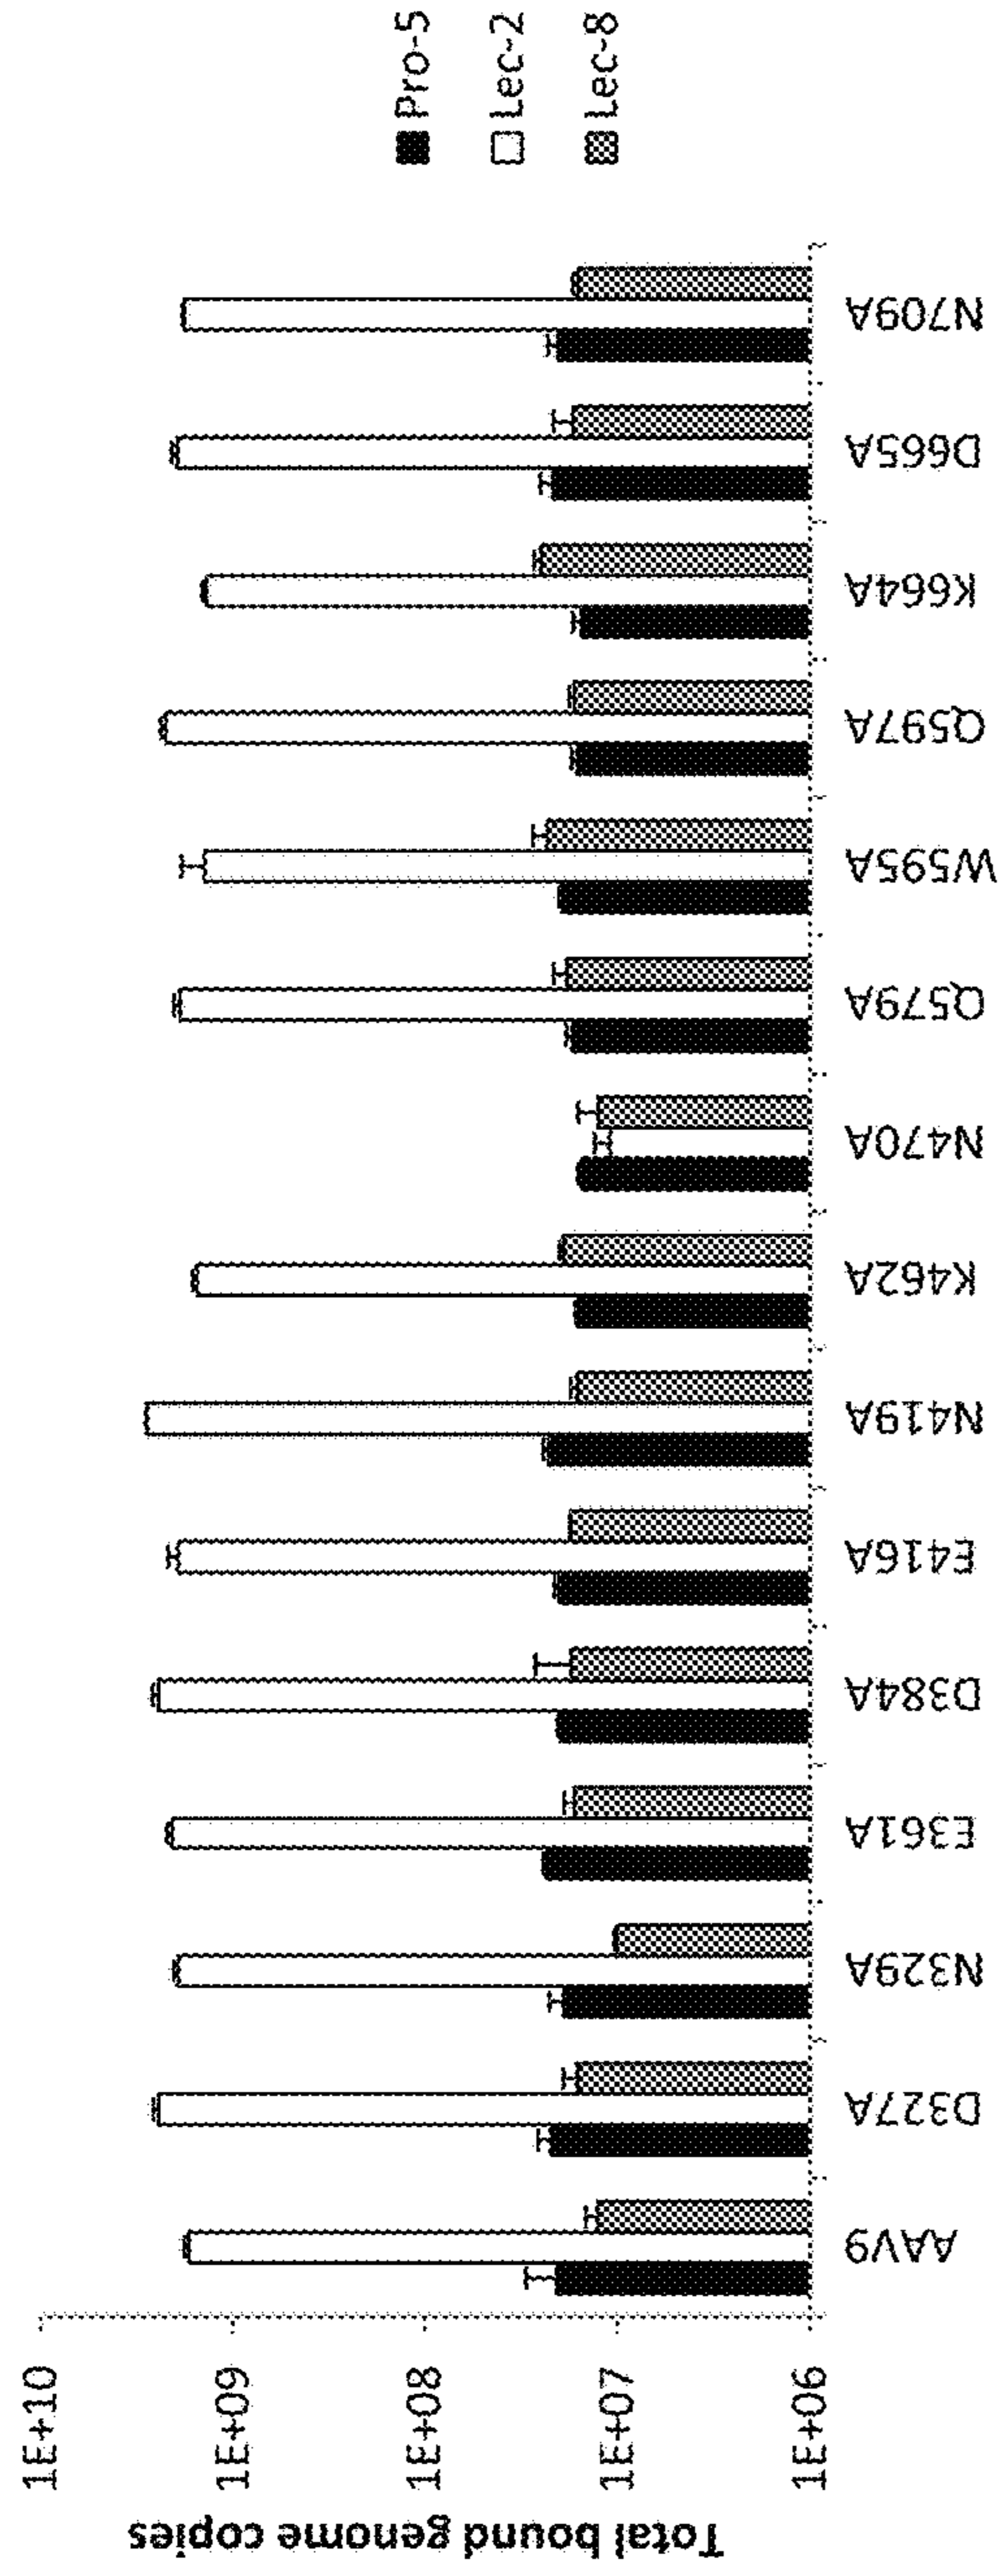 Total bound genome copies
1E+10
1E+09
1E+08
1E+07
1E+06
AAV9
D327A
N329A
E361A
D384A
E416A
N419A
K462A
N470A
Q579A
W595A
Q597A
K664A
D665A
N709A
Pro-5
Lec-2
Lec-8